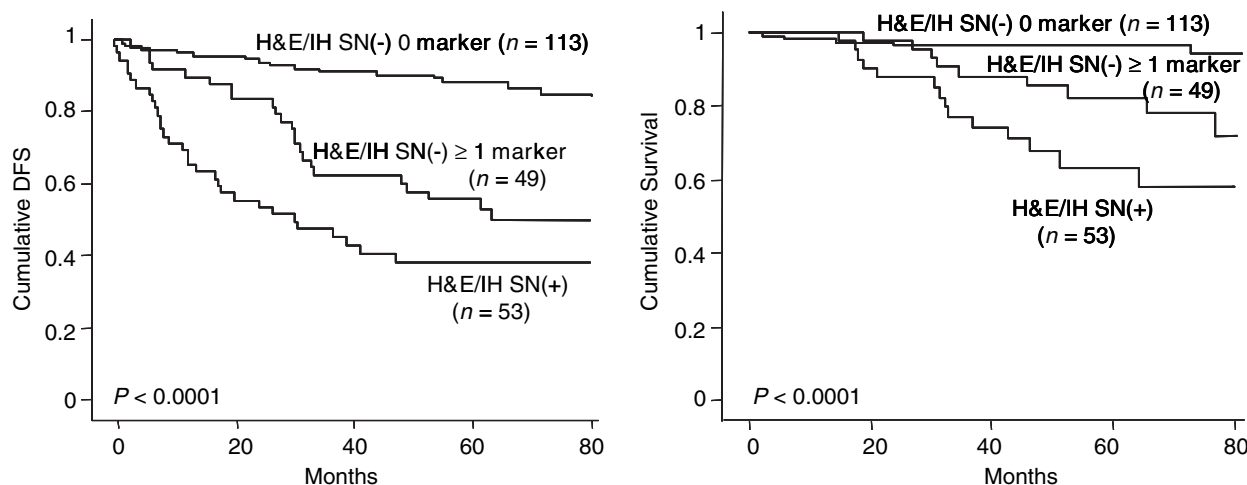 1
0.8
0.6
0.4
0.2
0
Cumulative DFS
H&E/IH SN(-) 0 marker (n = 113)
H&E/IH SN(-) ≥ 1 marker
(n = 49)
H&E/IH SN(+)
(n = 53)
P < 0.0001
0 20 40 60 80
Months
1
0.8
0.6
0.4
0.2
0
Cumulative Survival
H&E/IH SN(-) 0 marker (n = 113)
H&E/IH SN(-) ≥ 1 marker
(n = 49)
H&E/IH SN(+)
(n = 53)
P < 0.0001
0 20 40 60 80
Months